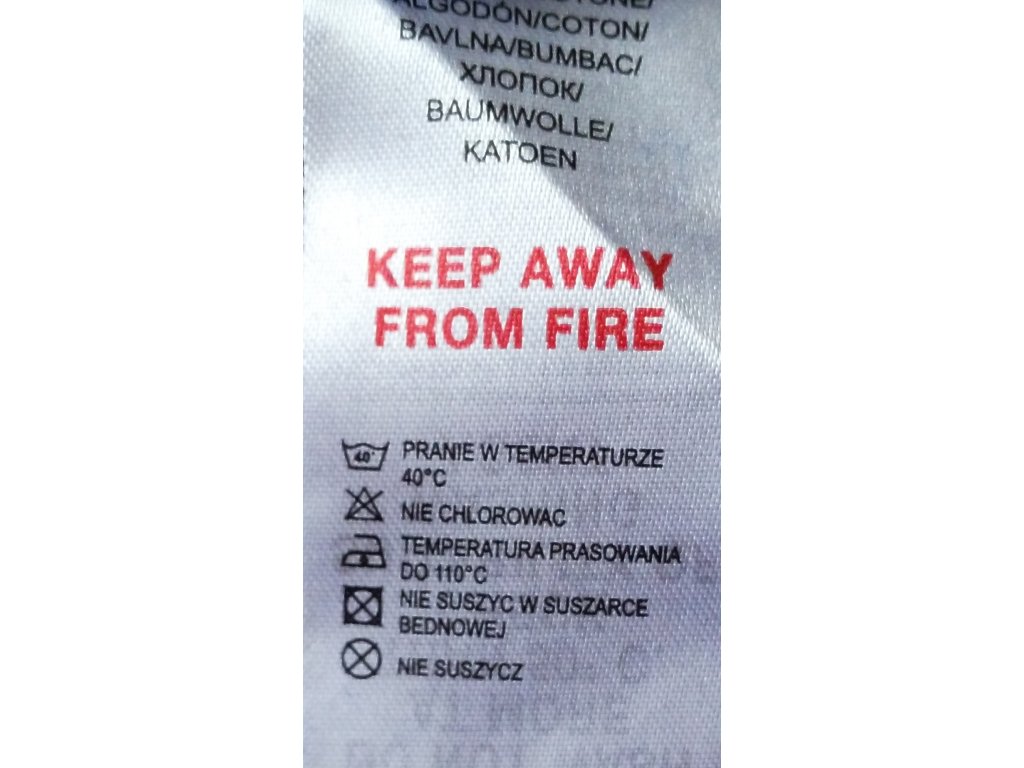 ALGODÓN/COTON/
BAVLNA/BUMBAC/
ХЛОПОК/
BAUMWOLLE/
KATOEN
KEEP AWAY
FROM FIRE
40°
PRANIE W TEMPERATURZE
40°C
NIE CHLOROWAC
TEMPERATURA PRASOWANIA
DO 110°C
NIE SUSZYC W SUSZARCE
BEDNOWEJ
NIE SUSZYCZ